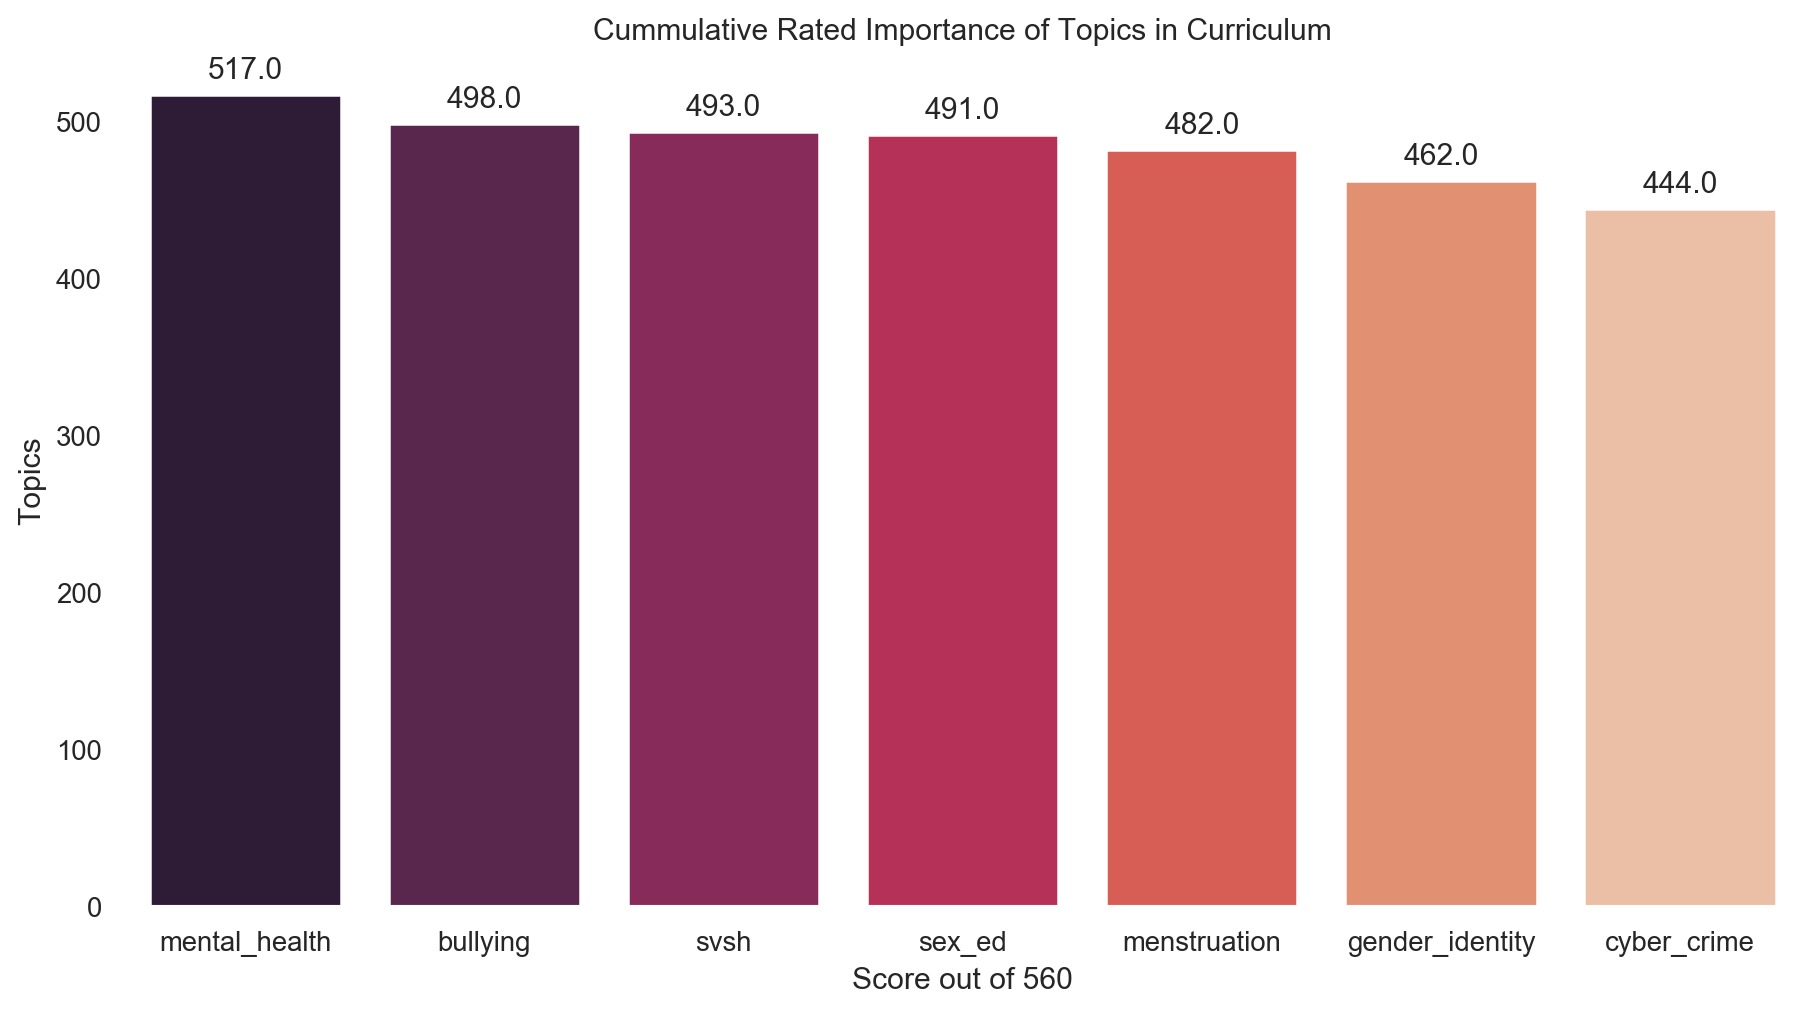 Cummulative Rated Importance of Topics in Curriculum
517.0
498.0
493.0
491.0
482.0
462.0
444.0
500
400
300
200
100
0
Topics
mental_health
bullying
svsh
sex_ed
menstruation
gender_identity
cyber_crime
Score out of 560